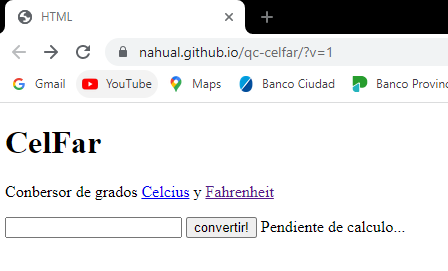 HTML
nahual.github.io/qc-celfar/?v=1
Gmail YouTube Maps Banco Ciudad Banco Provinc
CelFar
Conbersor de grados Celcius y Fahrenheit
convertir! Pendiente de calculo...